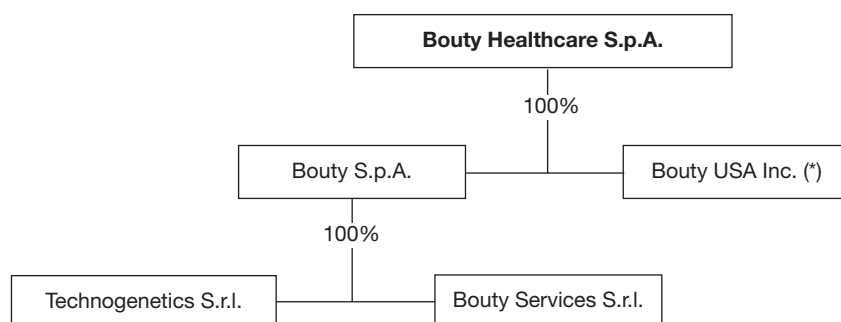 Bouty Healthcare S.p.A.
100%
Bouty S.p.A.
Bouty USA Inc. (*)
100%
Technogenetics S.r.l.
Bouty Services S.r.l.